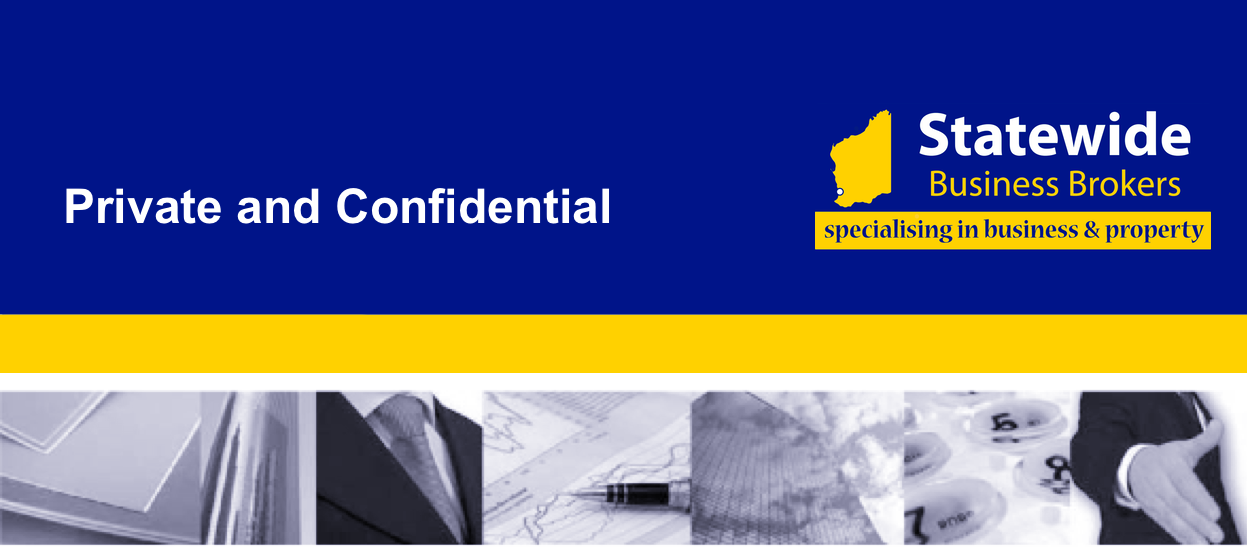 Private and Confidential
Statewide
Business Brokers
specialising in business & property